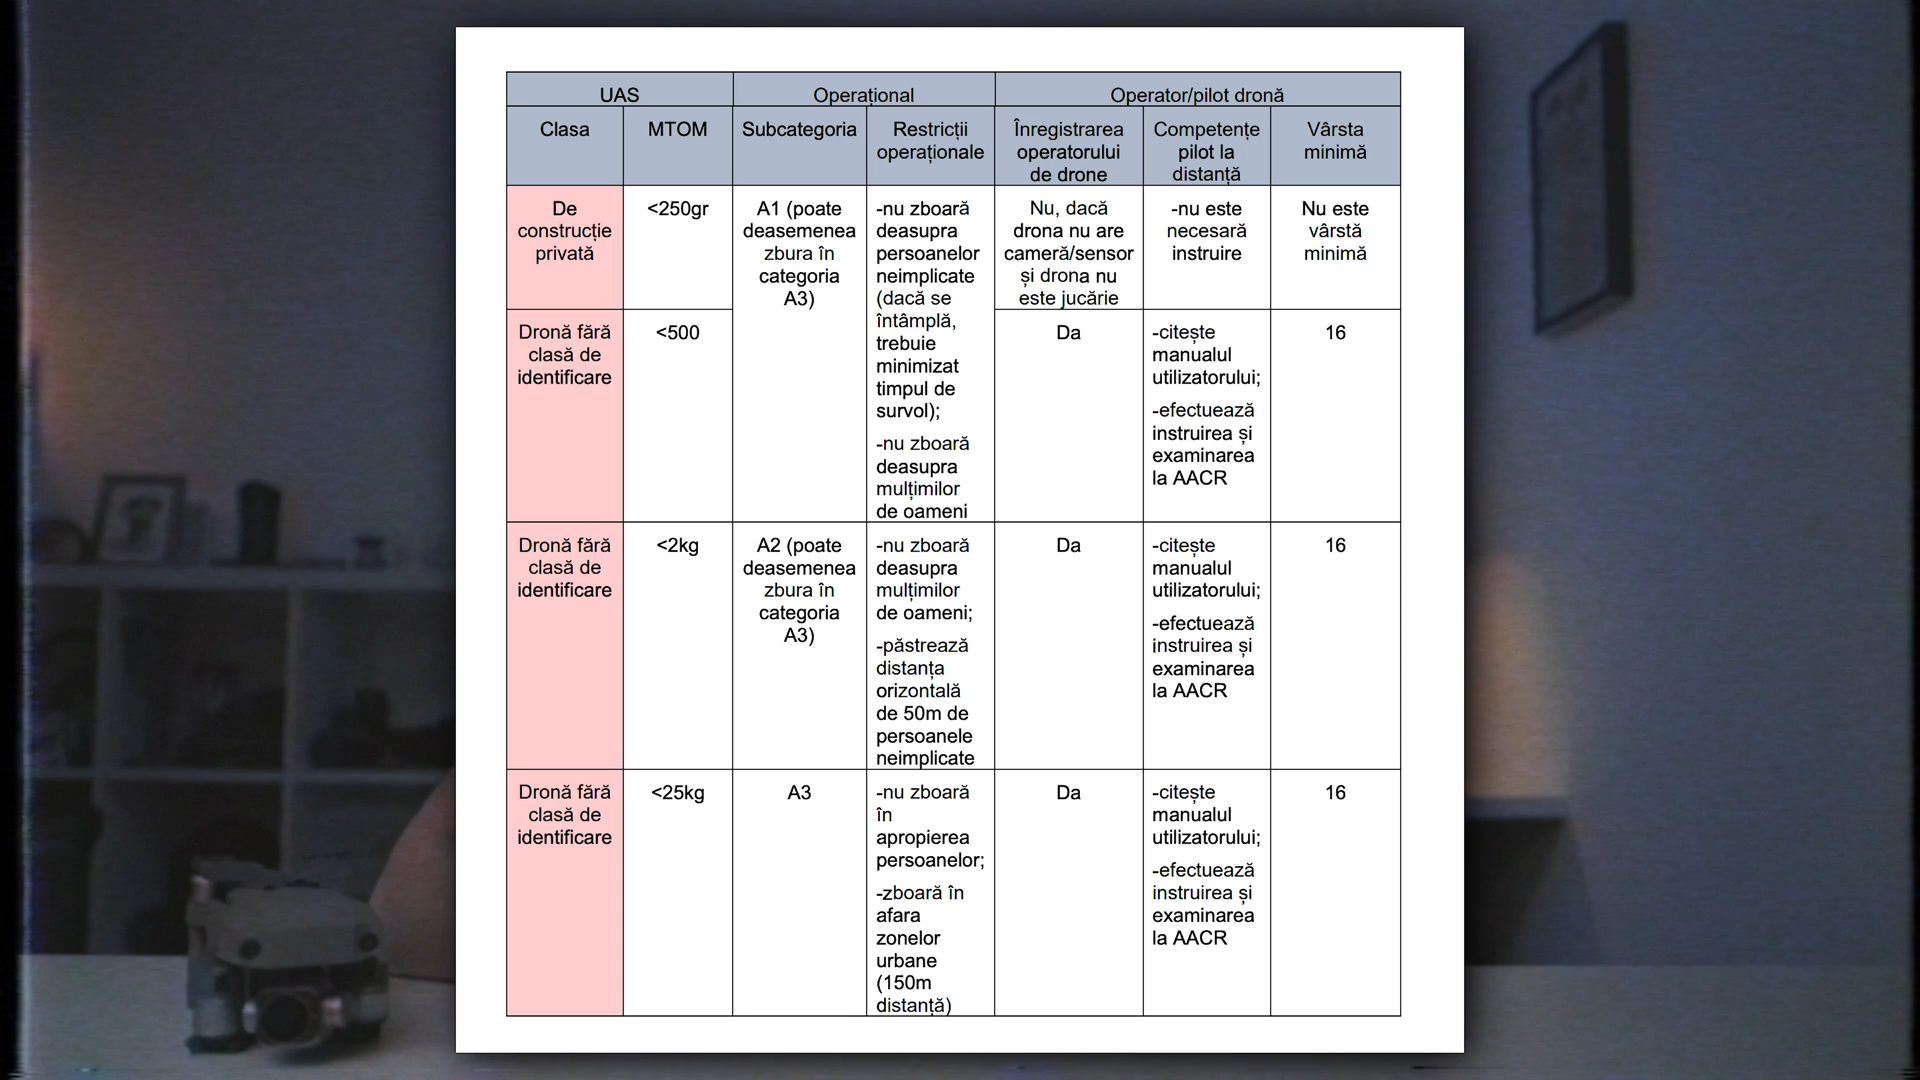 UAS
Operațional
Operator/pilot dronă
Clasa
MTOM
Subcategoria
Restricții
operaționale
Înregistrarea
operatorului
de drone
Competențe
pilot la
distanță
Vârsta
minimă
De
construcție
privată
<250gr
A1 (poate
deasemenea
zbura în
categoria
A3)
-nu zboară
deasupra
persoanelor
neimplicate
(dacă se
întâmplă,
trebuie
minimizat
timpul de
survol);
-nu zboară
deasupra
mulțimilor
de oameni
Nu, dacă
drona nu are
cameră/sensor
și drona nu
este jucărie
-nu este
necesară
instruire
Nu este
vârstă
minimă
Dronă fără
clasă de
identificare
<500
Da
-citește
manualul
utilizatorului;
-efectuează
instruirea și
examinarea
la AACR
16
Dronă fără
clasă de
identificare
<2kg
A2 (poate
deasemenea
zbura în
categoria
A3)
-nu zboară
deasupra
mulțimilor
de oameni;
-păstrează
distanța
orizontală
de 50m de
persoanele
neimplicate
Da
-citește
manualul
utilizatorului;
-efectuează
instruirea și
examinarea
la AACR
16
Dronă fără
clasă de
identificare
<25kg
A3
-nu zboară
în
apropierea
persoanelor;
-zboară în
afara
zonelor
urbane
(150m
distanță)
Da
-citește
manualul
utilizatorului;
-efectuează
instruirea și
examinarea
la AACR
16